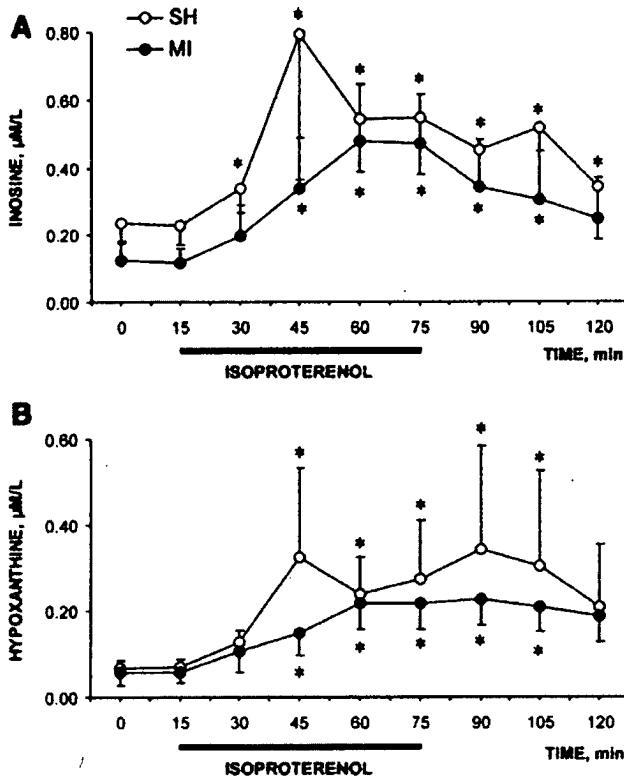 A
SH
MI
INOSINE, µM/L
0.80
0.60
0.40
0.20
0.00
* * * * * * *
* * * * *
0 15 30 45 60 75 90 105 120
TIME, min
ISOPROTERENOL
B
HYPOXANTHINE, µM/L
0.60
0.40
0.20
0.00
* * * * *
* * * * *
0 15 30 45 60 75 90 105 120
TIME, min
ISOPROTERENOL